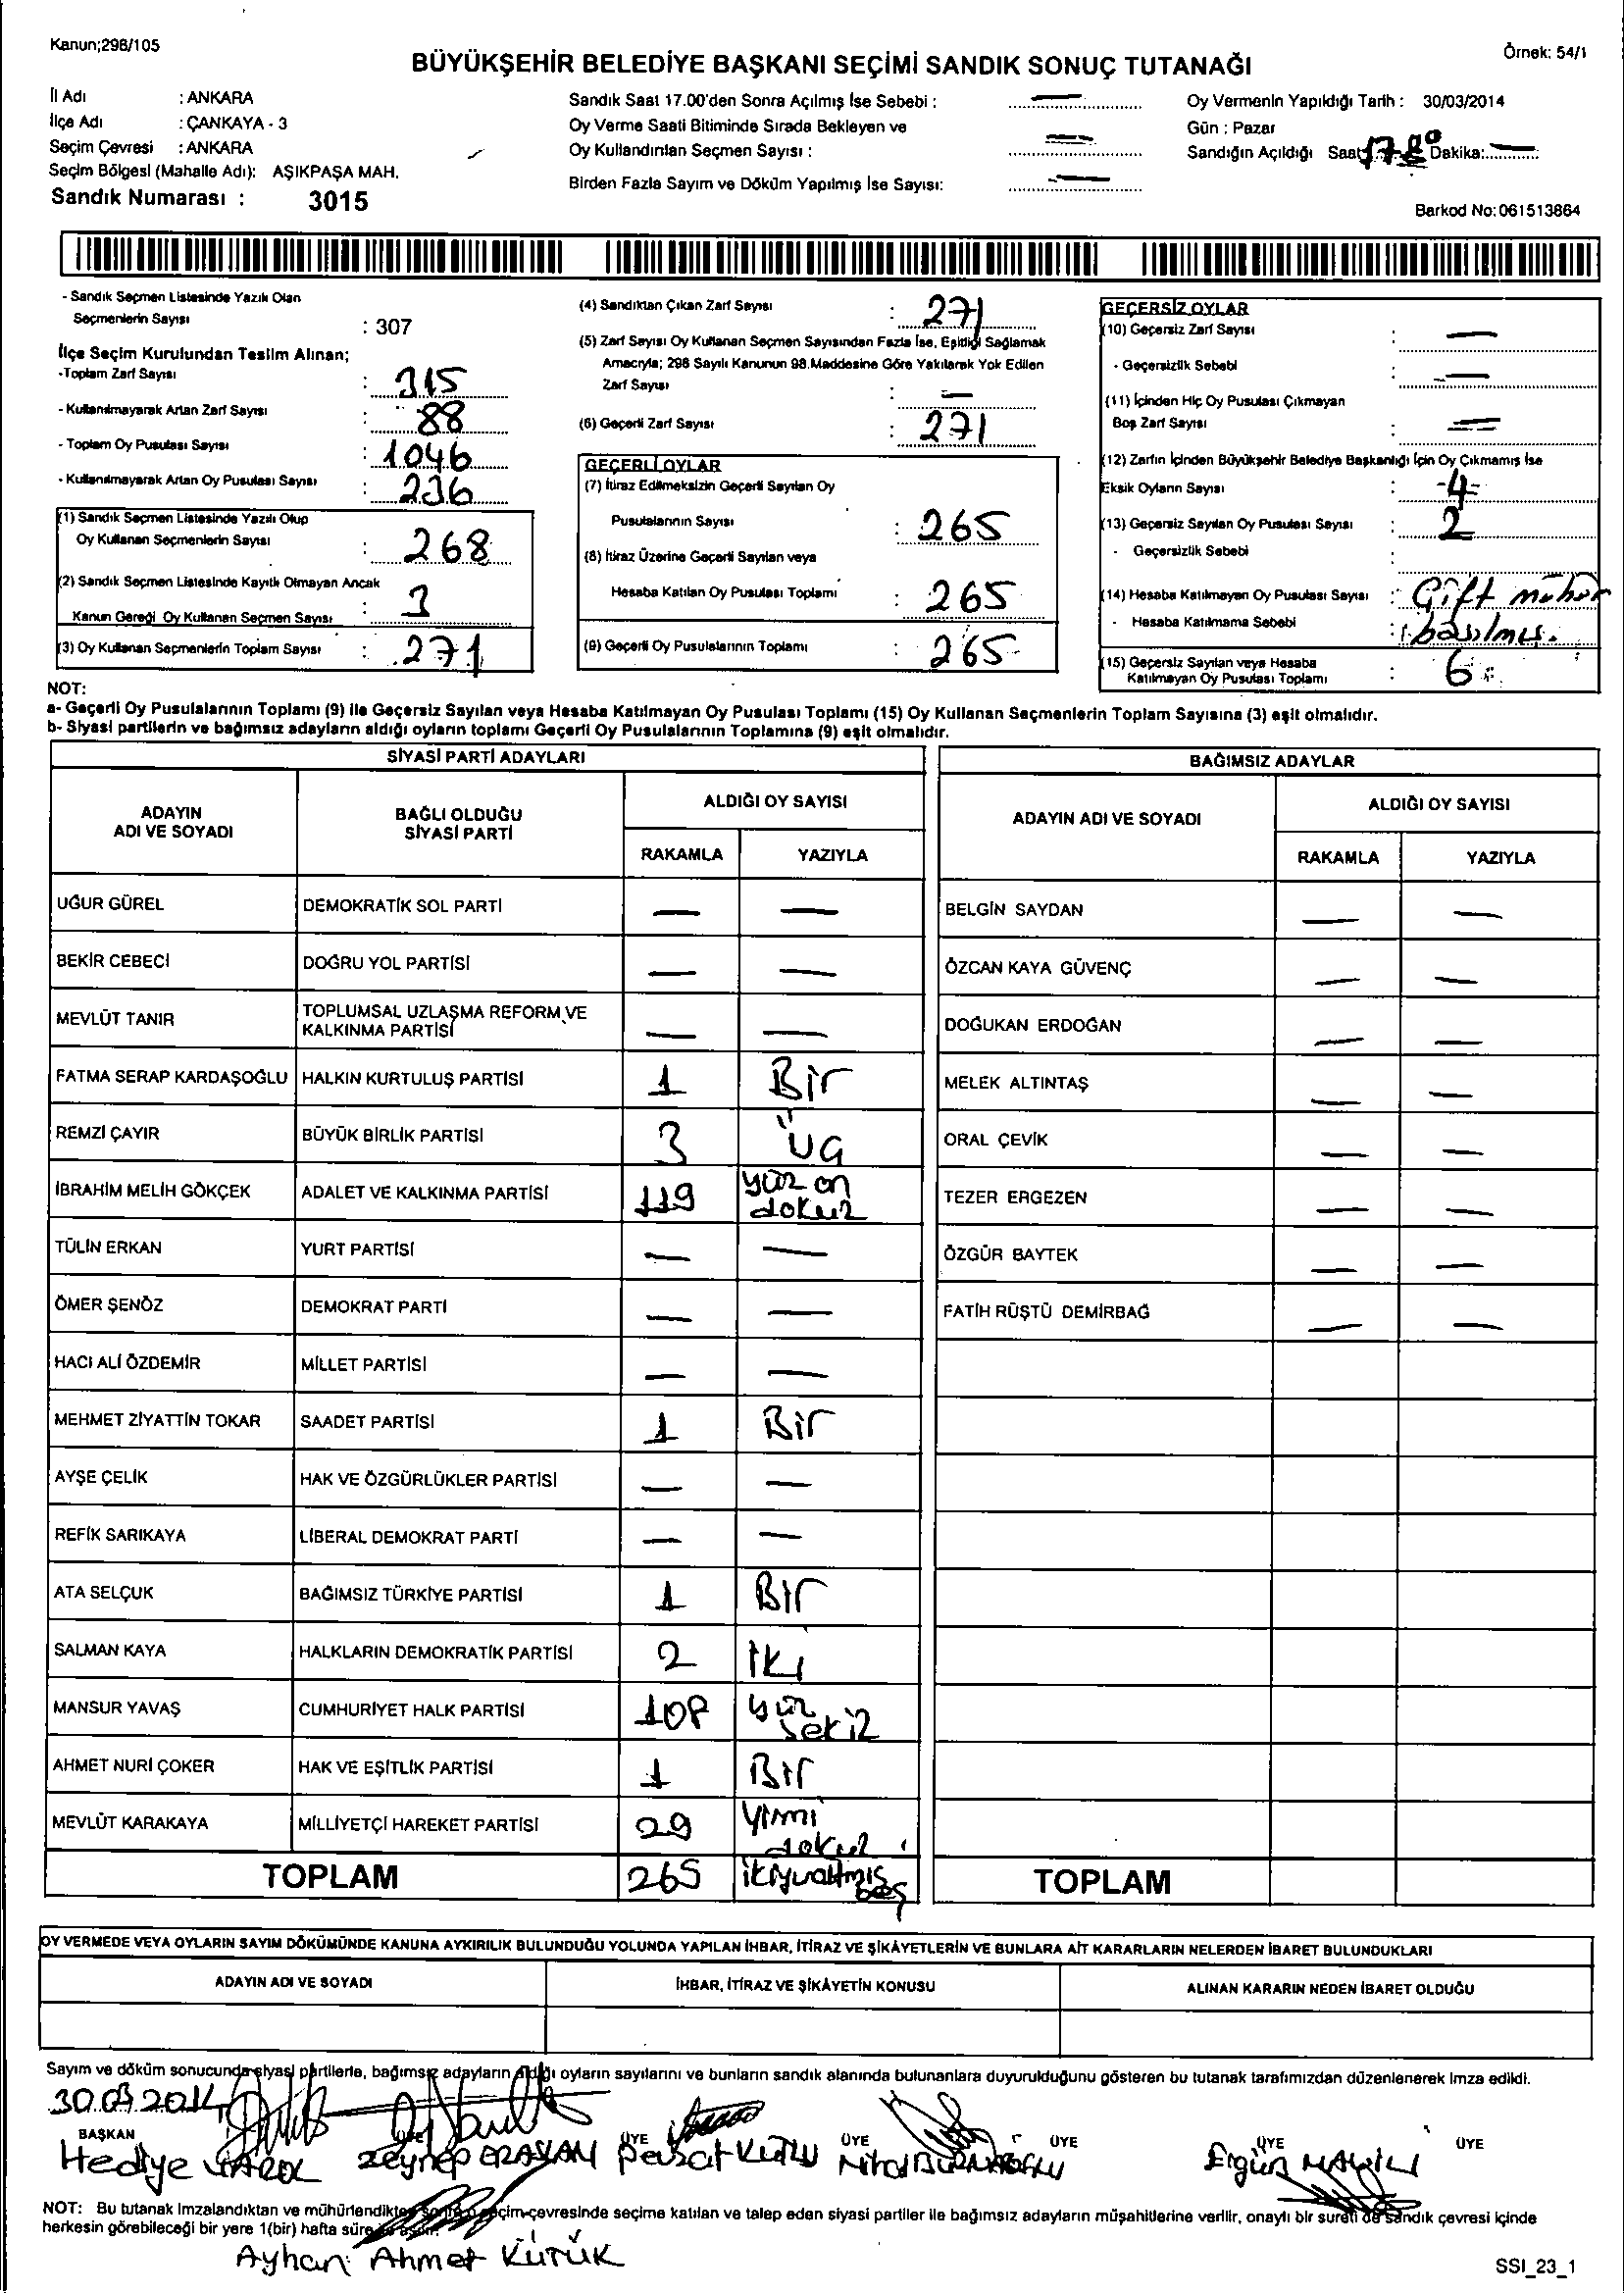 Kanun;298/105
Örnek: 54/1
BÜYÜKŞEHİR BELEDİYE BAŞKANI SEÇİMİ SANDIK SONUÇ TUTANAĞI
İl Adı : ANKARA
İlçe Adı : ÇANKAYA - 3
Seçim Çevresi : ANKARA
Seçim Bölgesi (Mahalle Adı): AŞIKPAŞA MAH.
Sandık Numarası : 3015
Sandık Saat 17.00'den Sonra Açılmış İse Sebebi : —
Oy Verme Saati Bitiminde Sırada Bekleyen ve
Oy Kullandırılan Seçmen Sayısı : —
Birden Fazla Sayım ve Döküm Yapılmış İse Sayısı: —
Oy Vermenin Yapıldığı Tarih : 30/03/2014
Gün : Pazar
Sandığın Açıldığı Saat: Dakika: —
Barkod No: 061513864
- Sandık Seçmen Listesinde Yazılı Olan
Seçmenlerin Sayısı : 307
İlçe Seçim Kurulundan Teslim Alınan;
-Toplam Zarf Sayısı : 315
- Kullanılmayarak Artan Zarf Sayısı : 88
- Toplam Oy Pusulası Sayısı : 1046
- Kullanılmayarak Artan Oy Pusulası Sayısı : 236
(1) Sandık Seçmen Listesinde Yazılı Olup
Oy Kullanan Seçmenlerin Sayısı : 268
(2) Sandık Seçmen Listesinde Kayıtlı Olmayan Ancak
Kanun Gereği Oy Kullanan Seçmen Sayısı : 3
(3) Oy Kullanan Seçmenlerin Toplam Sayısı : 271
(4) Sandıktan Çıkan Zarf Sayısı : 271
(5) Zarf Sayısı Oy Kullanan Seçmen Sayısından Fazla İse, Eşitliği Sağlamak
Amacıyla; 298 Sayılı Kanunun 98.Maddesine Göre Yakılarak Yok Edilen
Zarf Sayısı : —
(6) Geçerli Zarf Sayısı : 271
GEÇERLİ OYLAR
(7) İtiraz Edilmeksizin Geçerli Sayılan Oy
Pusulalarının Sayısı : 265
(8) İtiraz Üzerine Geçerli Sayılan veya
Hesaba Katılan Oy Pusulası Toplamı : 265
(9) Geçerli Oy Pusulalarının Toplamı : 265
GEÇERSİZ OYLAR
(10) Geçersiz Zarf Sayısı : —
- Geçersizlik Sebebi : —
(11) İçinden Hiç Oy Pusulası Çıkmayan
Boş Zarf Sayısı : —
(12) Zarfın İçinden Büyükşehir Belediye Başkanlığı İçin Oy Çıkmamış İse
Eksik Oyların Sayısı : 4
(13) Geçersiz Sayılan Oy Pusulası Sayısı : 2
- Geçersizlik Sebebi :
(14) Hesaba Katılmayan Oy Pusulası Sayısı : Çift mühür
- Hesaba Katılmama Sebebi : basılmış.
(15) Geçersiz Sayılan veya Hesaba
Katılmayan Oy Pusulası Toplamı : 6
NOT:
a- Geçerli Oy Pusulalarının Toplamı (9) ile Geçersiz Sayılan veya Hesaba Katılmayan Oy Pusulası Toplamı (15) Oy Kullanan Seçmenlerin Toplam Sayısına (3) eşit olmalıdır.
b- Siyasi partilerin ve bağımsız adayların aldığı oyların toplamı Geçerli Oy Pusulalarının Toplamına (9) eşit olmalıdır.
SİYASİ PARTİ ADAYLARI
ADAYIN ADI VE SOYADI BAĞLI OLDUĞU SİYASİ PARTİ ALDIĞI OY SAYISI
RAKAMLA YAZIYLA
UĞUR GÜREL DEMOKRATİK SOL PARTİ — —
BEKİR CEBECİ DOĞRU YOL PARTİSİ — —
MEVLÜT TANIR TOPLUMSAL UZLAŞMA REFORM VE KALKINMA PARTİSİ — —
FATMA SERAP KARDAŞOĞLU HALKIN KURTULUŞ PARTİSİ 1 Bir
REMZİ ÇAYIR BÜYÜK BİRLİK PARTİSİ 3 ÜÇ
İBRAHİM MELİH GÖKÇEK ADALET VE KALKINMA PARTİSİ 119 yüz on dokuz
TÜLİN ERKAN YURT PARTİSİ — —
ÖMER ŞENÖZ DEMOKRAT PARTİ — —
HACI ALİ ÖZDEMİR MİLLET PARTİSİ — —
MEHMET ZİYATTİN TOKAR SAADET PARTİSİ 1 Bir
AYŞE ÇELİK HAK VE ÖZGÜRLÜKLER PARTİSİ — —
REFİK SARIKAYA LİBERAL DEMOKRAT PARTİ — —
ATA SELÇUK BAĞIMSIZ TÜRKİYE PARTİSİ 1 Bir
SALMAN KAYA HALKLARIN DEMOKRATİK PARTİSİ 2 İki
MANSUR YAVAŞ CUMHURİYET HALK PARTİSİ 108 yüz sekiz
AHMET NURİ ÇOKER HAK VE EŞİTLİK PARTİSİ 1 Bir
MEVLÜT KARAKAYA MİLLİYETÇİ HAREKET PARTİSİ 29 yimi dokuz
TOPLAM 265 ikiyuzaltmış beş
BAĞIMSIZ ADAYLAR
ADAYIN ADI VE SOYADI ALDIĞI OY SAYISI
RAKAMLA YAZIYLA
BELGİN SAYDAN — —
ÖZCAN KAYA GÜVENÇ — —
DOĞUKAN ERDOĞAN — —
MELEK ALTINTAŞ — —
ORAL ÇEVİK — —
TEZER ERGEZEN — —
ÖZGÜR BAYTEK — —
FATİH RÜŞTÜ DEMİRBAĞ — —
TOPLAM
OY VERMEDE VEYA OYLARIN SAYIM DÖKÜMÜNDE KANUNA AYKIRILIK BULUNDUĞU YOLUNDA YAPILAN İHBAR, İTİRAZ VE ŞİKÂYETLERİN VE BUNLARA AİT KARARLARIN NELERDEN İBARET BULUNDUKLARI
ADAYIN ADI VE SOYADI İHBAR, İTİRAZ VE ŞİKÂYETİN KONUSU ALINAN KARARIN NEDEN İBARET OLDUĞU
Sayım ve döküm sonucunda siyasi partilerle, bağımsız adayların aldığı oyların sayılarını ve bunların sandık alanında bulunanlara duyurulduğunu gösteren bu tutanak tarafımızdan düzenlenerek imza edildi.
30.03.2014
BAŞKAN ÜYE ÜYE ÜYE ÜYE ÜYE
Hediye Zeynep Nihal Ergün
NOT: Bu tutanak imzalandıktan ve mühürlendikten sonra seçim çevresinde seçime katılan ve talep eden siyasi partiler ile bağımsız adayların müşahitlerine verilir, onaylı bir sureti de sandık çevresi içinde
herkesin görebileceği bir yere 1(bir) hafta süre
Ayhan Ahmet KÜTÜK
SSI_23_1